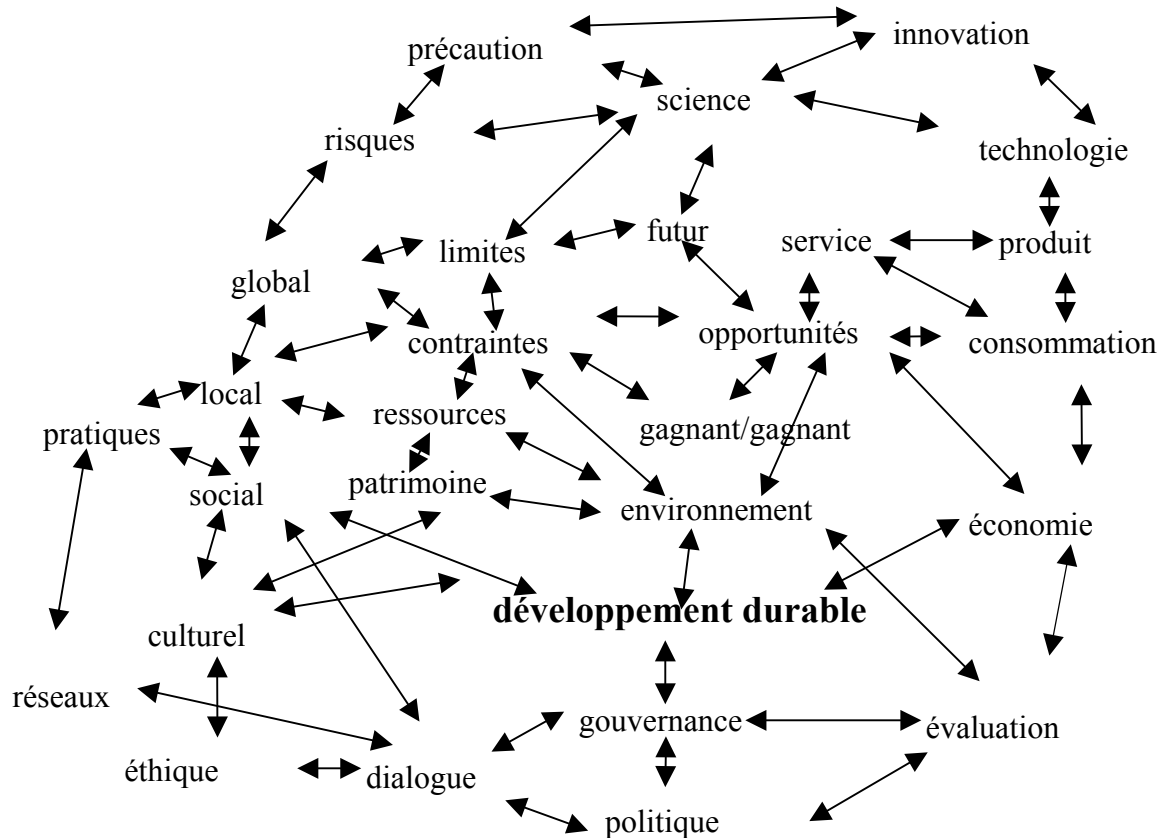 innovation
précaution
science
risques
technologie
futur
service
produit
limites
global
opportunités
contraintes
consommation
local
ressources
pratiques
gagnant/gagnant
patrimoine
social
environnement
économie
développement durable
culturel
réseaux
gouvernance
évaluation
éthique
dialogue
politique